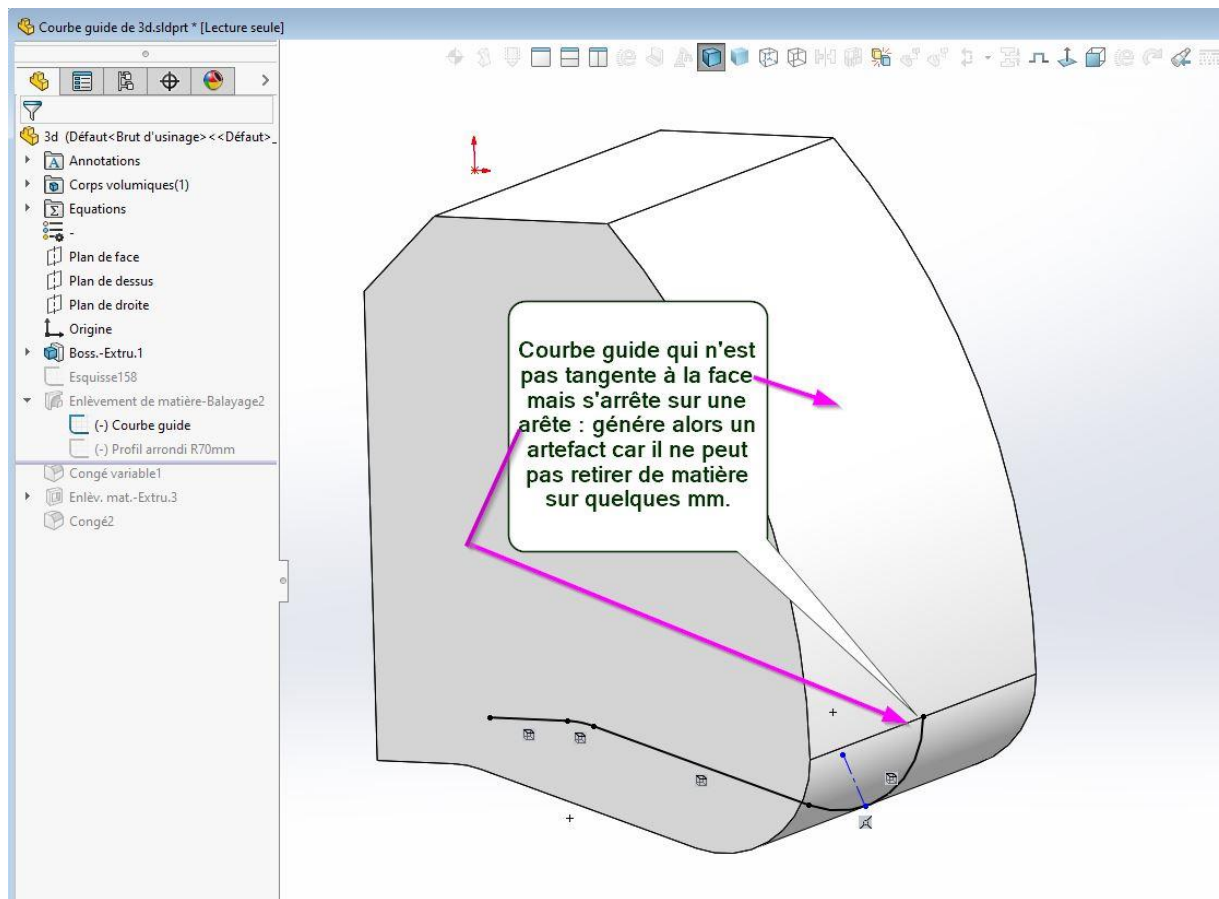 Courbe guide de 3d.sldprt * [Lecture seule]
3d (Défaut<Brut d'usinage><<Défaut>_
Annotations
Corps volumiques(1)
Equations
-
Plan de face
Plan de dessus
Plan de droite
Origine
Boss.-Extru.1
Esquisse158
Enlèvement de matière-Balayage2
(-) Courbe guide
(-) Profil arrondi R70mm
Congé variable1
Enlèv. mat.-Extru.3
Congé2
Courbe guide qui n'est
pas tangente à la face
mais s'arrête sur une
arête : génére alors un
artefact car il ne peut
pas retirer de matière
sur quelques mm.